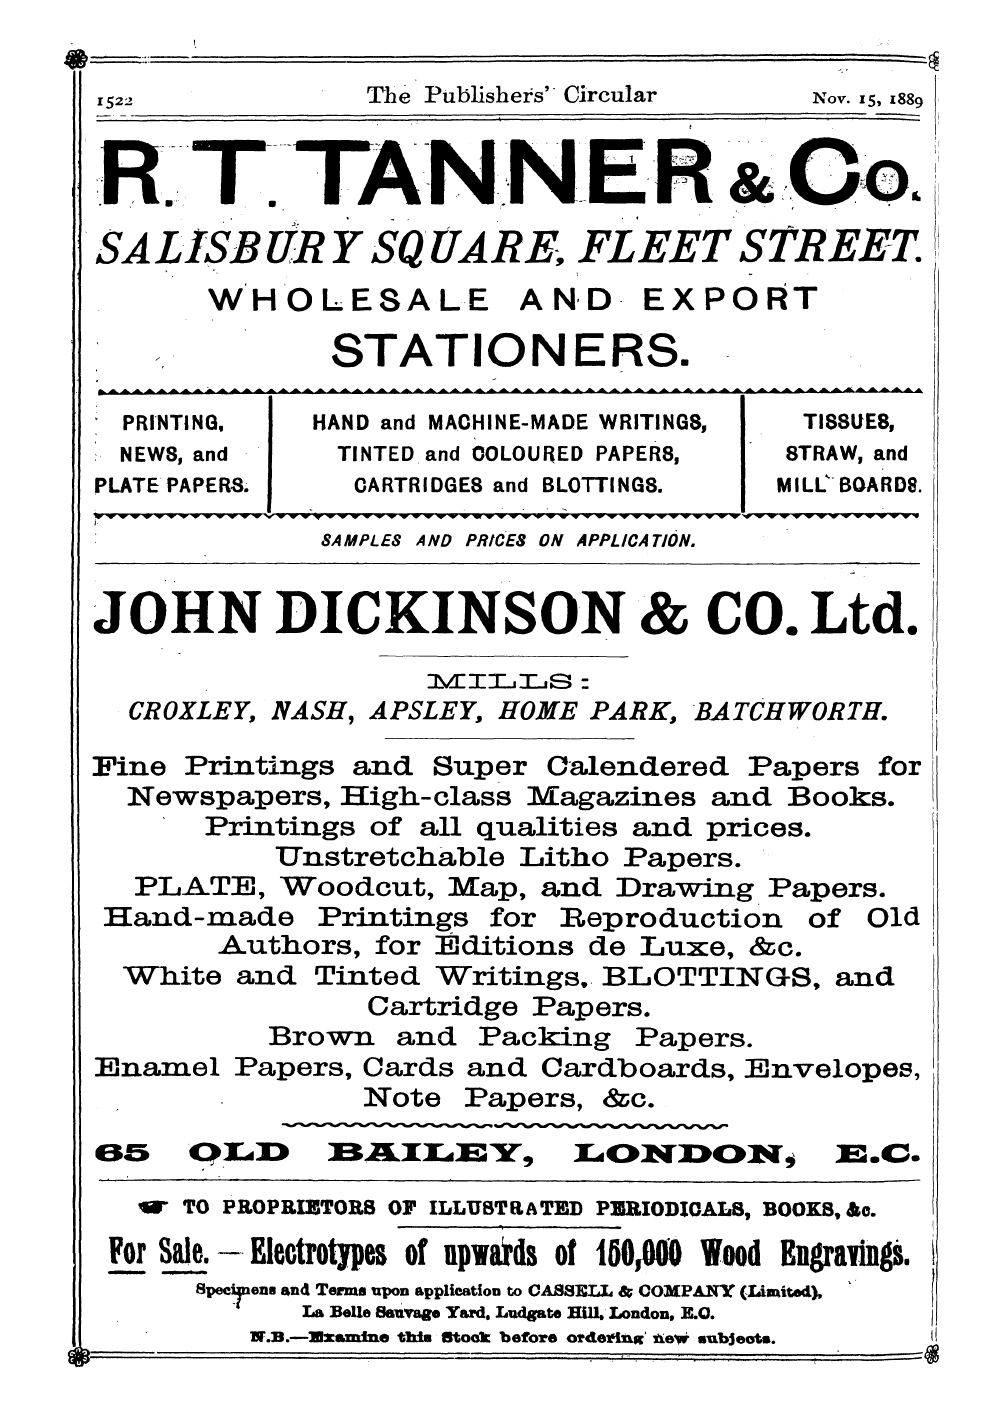 1522 The Publishers' Circular Nov. 15, 1889
R. T. TANNER & Co.
SALISBURY SQUARE, FLEET STREET.
WHOLESALE AND EXPORT
STATIONERS.
PRINTING,
NEWS, and
PLATE PAPERS.
HAND and MACHINE-MADE WRITINGS,
TINTED and COLOURED PAPERS,
CARTRIDGES and BLOTTINGS.
TISSUES,
STRAW, and
MILL BOARDS.
SAMPLES AND PRICES ON APPLICATION.
JOHN DICKINSON & CO. Ltd.
MILLS:
CROXLEY, NASH, APSLEY, HOME PARK, BATCHWORTH.
Fine Printings and Super Calendered Papers for
Newspapers, High-class Magazines and Books.
Printings of all qualities and prices.
Unstretchable Litho Papers.
PLATE, Woodcut, Map, and Drawing Papers.
Hand-made Printings for Reproduction of Old
Authors, for Editions de Luxe, &c.
White and Tinted Writings, BLOTTINGS, and
Cartridge Papers.
Brown and Packing Papers.
Enamel Papers, Cards and Cardboards, Envelopes,
Note Papers, &c.
65 OLD BAILEY, LONDON, E.C.
☛ TO PROPRIETORS OF ILLUSTRATED PERIODICALS, BOOKS, &c.
For Sale. — Electrotypes of upwards of 150,000 Wood Engravings.
Specimens and Terms upon application to CASSELL & COMPANY (Limited),
La Belle Sauvage Yard, Ludgate Hill, London, E.C.
N.B.—Examine this Stock before ordering new subjects.